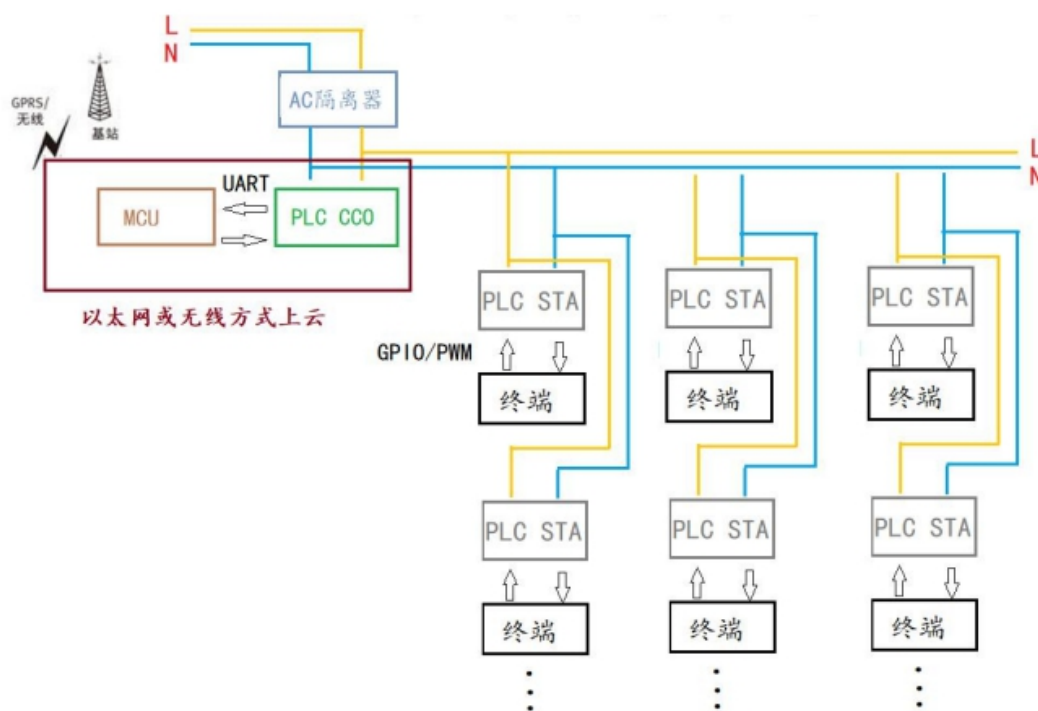 L
N
AC隔离器
GPRS/
无线
基站
L
N
UART
MCU
PLC CCO
以太网或无线方式上云
PLC STA
PLC STA
PLC STA
GPIO/PWM
终端
终端
终端
PLC STA
PLC STA
PLC STA
终端
终端
终端